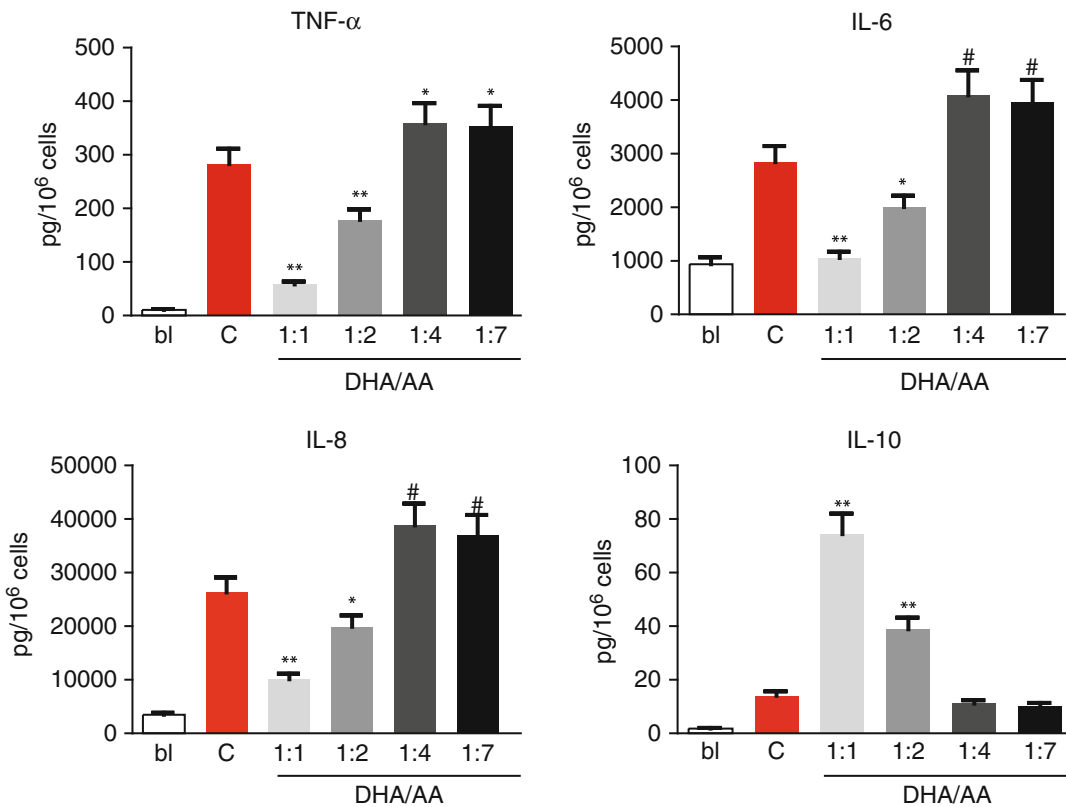 TNF-α
500
400
300
200
100
0
pg/10⁶ cells
*
*
**
**
bl C 1:1 1:2 1:4 1:7
DHA/AA
IL-6
5000
4000
3000
2000
1000
0
pg/10⁶ cells
#
#
*
**
bl C 1:1 1:2 1:4 1:7
DHA/AA
IL-8
50000
40000
30000
20000
10000
0
pg/10⁶ cells
#
#
*
**
bl C 1:1 1:2 1:4 1:7
DHA/AA
IL-10
100
80
60
40
20
0
pg/10⁶ cells
**
**
bl C 1:1 1:2 1:4 1:7
DHA/AA